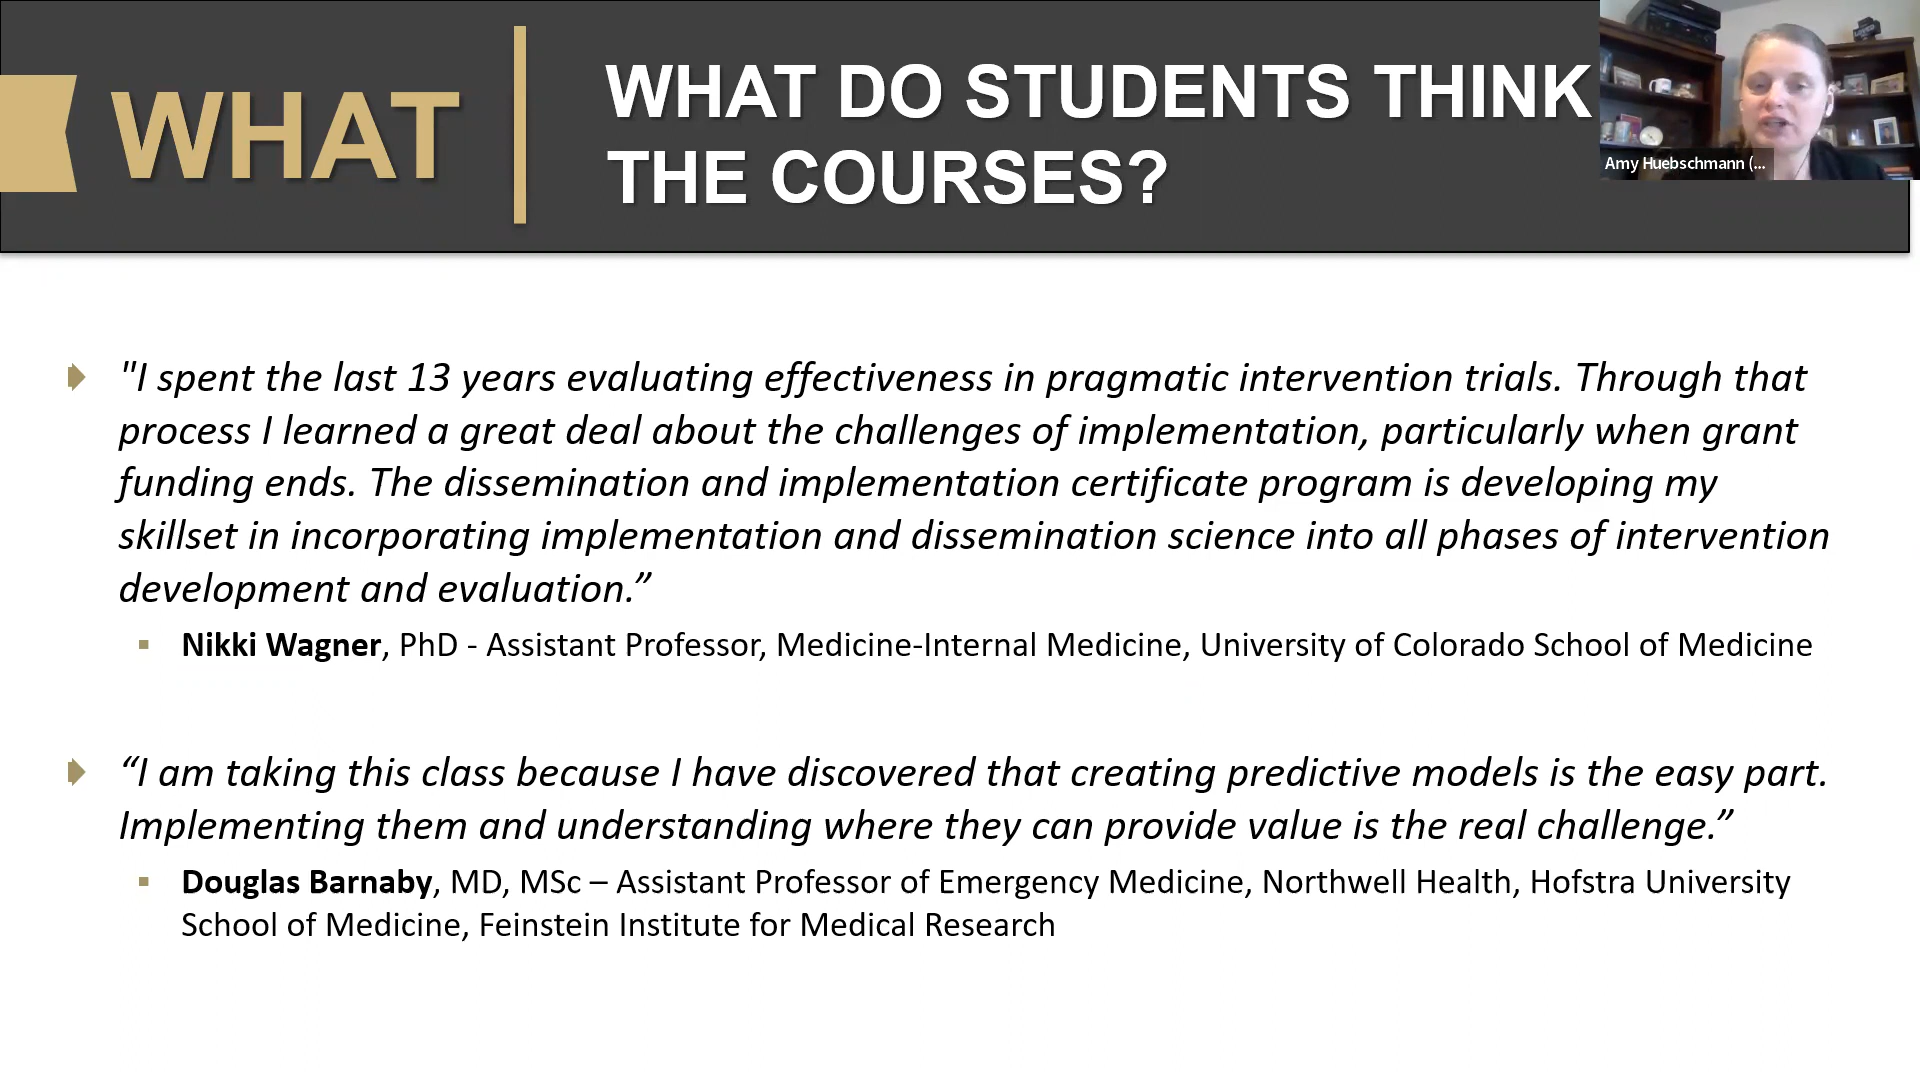 WHAT
WHAT DO STUDENTS THINK
THE COURSES?
Amy Huebschmann (...
"I spent the last 13 years evaluating effectiveness in pragmatic intervention trials. Through that
process I learned a great deal about the challenges of implementation, particularly when grant
funding ends. The dissemination and implementation certificate program is developing my
skillset in incorporating implementation and dissemination science into all phases of intervention
development and evaluation.”
Nikki Wagner, PhD - Assistant Professor, Medicine-Internal Medicine, University of Colorado School of Medicine
“I am taking this class because I have discovered that creating predictive models is the easy part.
Implementing them and understanding where they can provide value is the real challenge.”
Douglas Barnaby, MD, MSc – Assistant Professor of Emergency Medicine, Northwell Health, Hofstra University
School of Medicine, Feinstein Institute for Medical Research